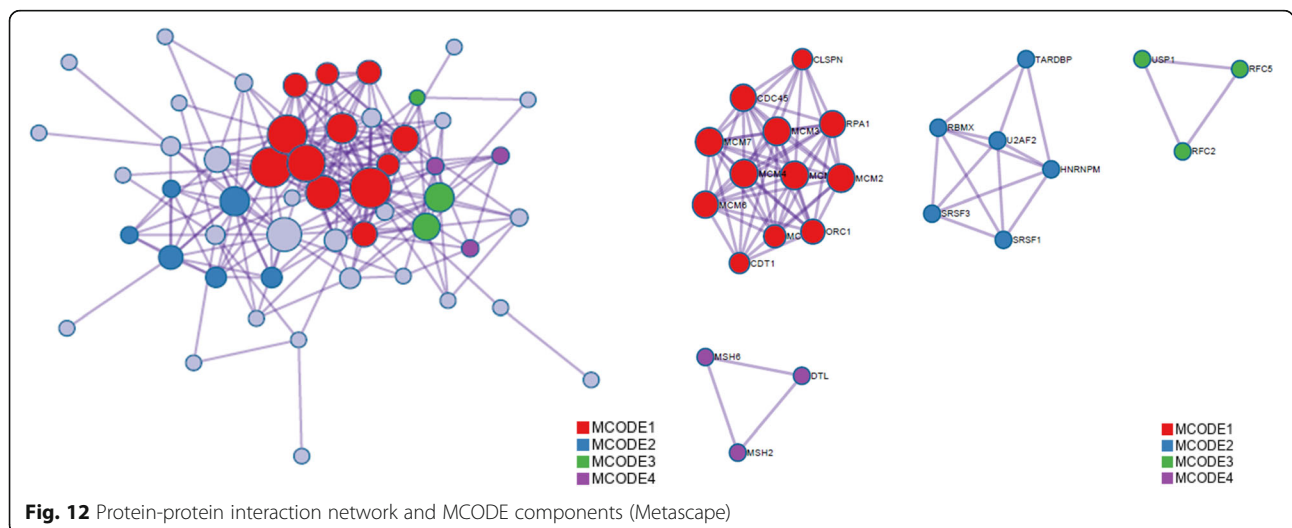 CLSPN
CDC45
RPA1
MCM3
MCM7
MCM4
MCM2
MCM6
ORC1
CDT1
TARDBP
RBMX
U2AF2
HNRNPM
SRSF3
SRSF1
USP1
RFC5
RFC2
MSH6
DTL
MSH2
MCODE1
MCODE2
MCODE3
MCODE4
MCODE1
MCODE2
MCODE3
MCODE4
Fig. 12 Protein-protein interaction network and MCODE components (Metascape)